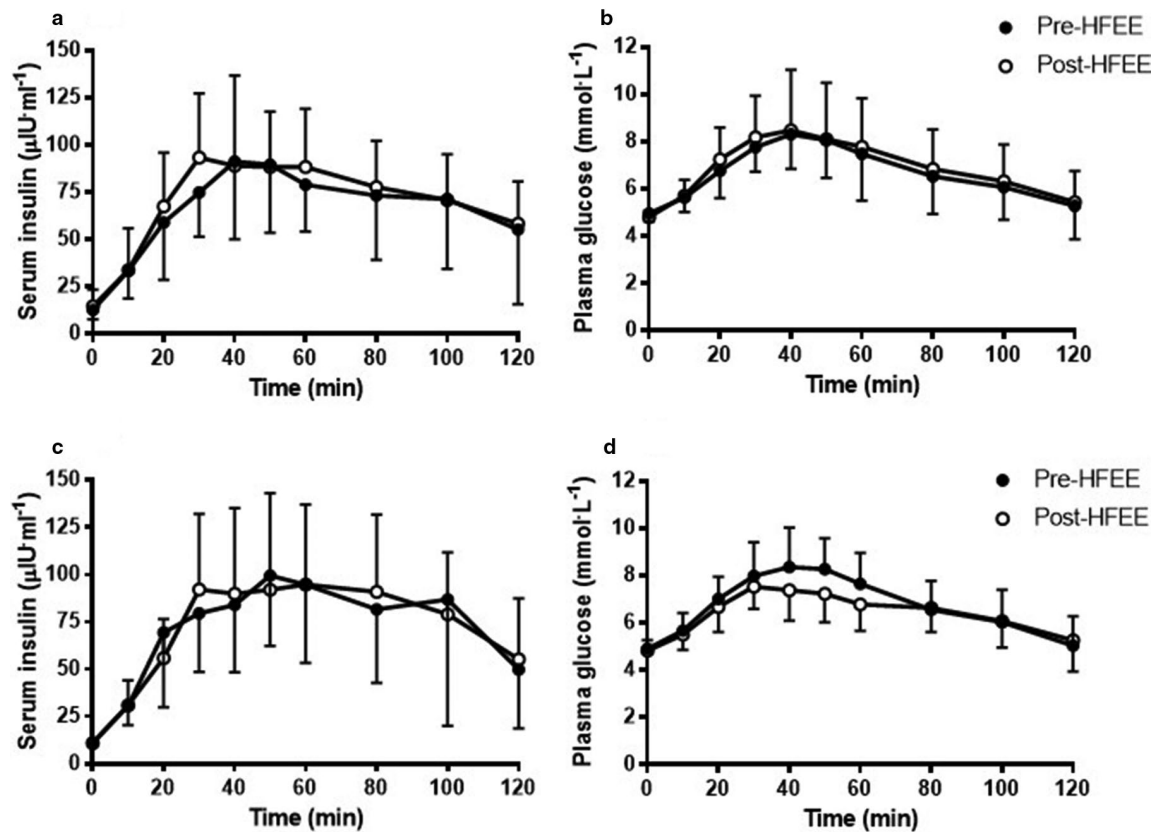 a
150
125
100
75
50
25
0
Serum insulin (µIU·ml⁻¹)
0 20 40 60 80 100 120
Time (min)
b
12
10
8
6
4
2
0
Plasma glucose (mmol·L⁻¹)
0 20 40 60 80 100 120
Time (min)
Pre-HFEE
Post-HFEE
c
150
125
100
75
50
25
0
Serum insulin (µIU·ml⁻¹)
0 20 40 60 80 100 120
Time (min)
d
12
10
8
6
4
2
0
Plasma glucose (mmol·L⁻¹)
0 20 40 60 80 100 120
Time (min)
Pre-HFEE
Post-HFEE